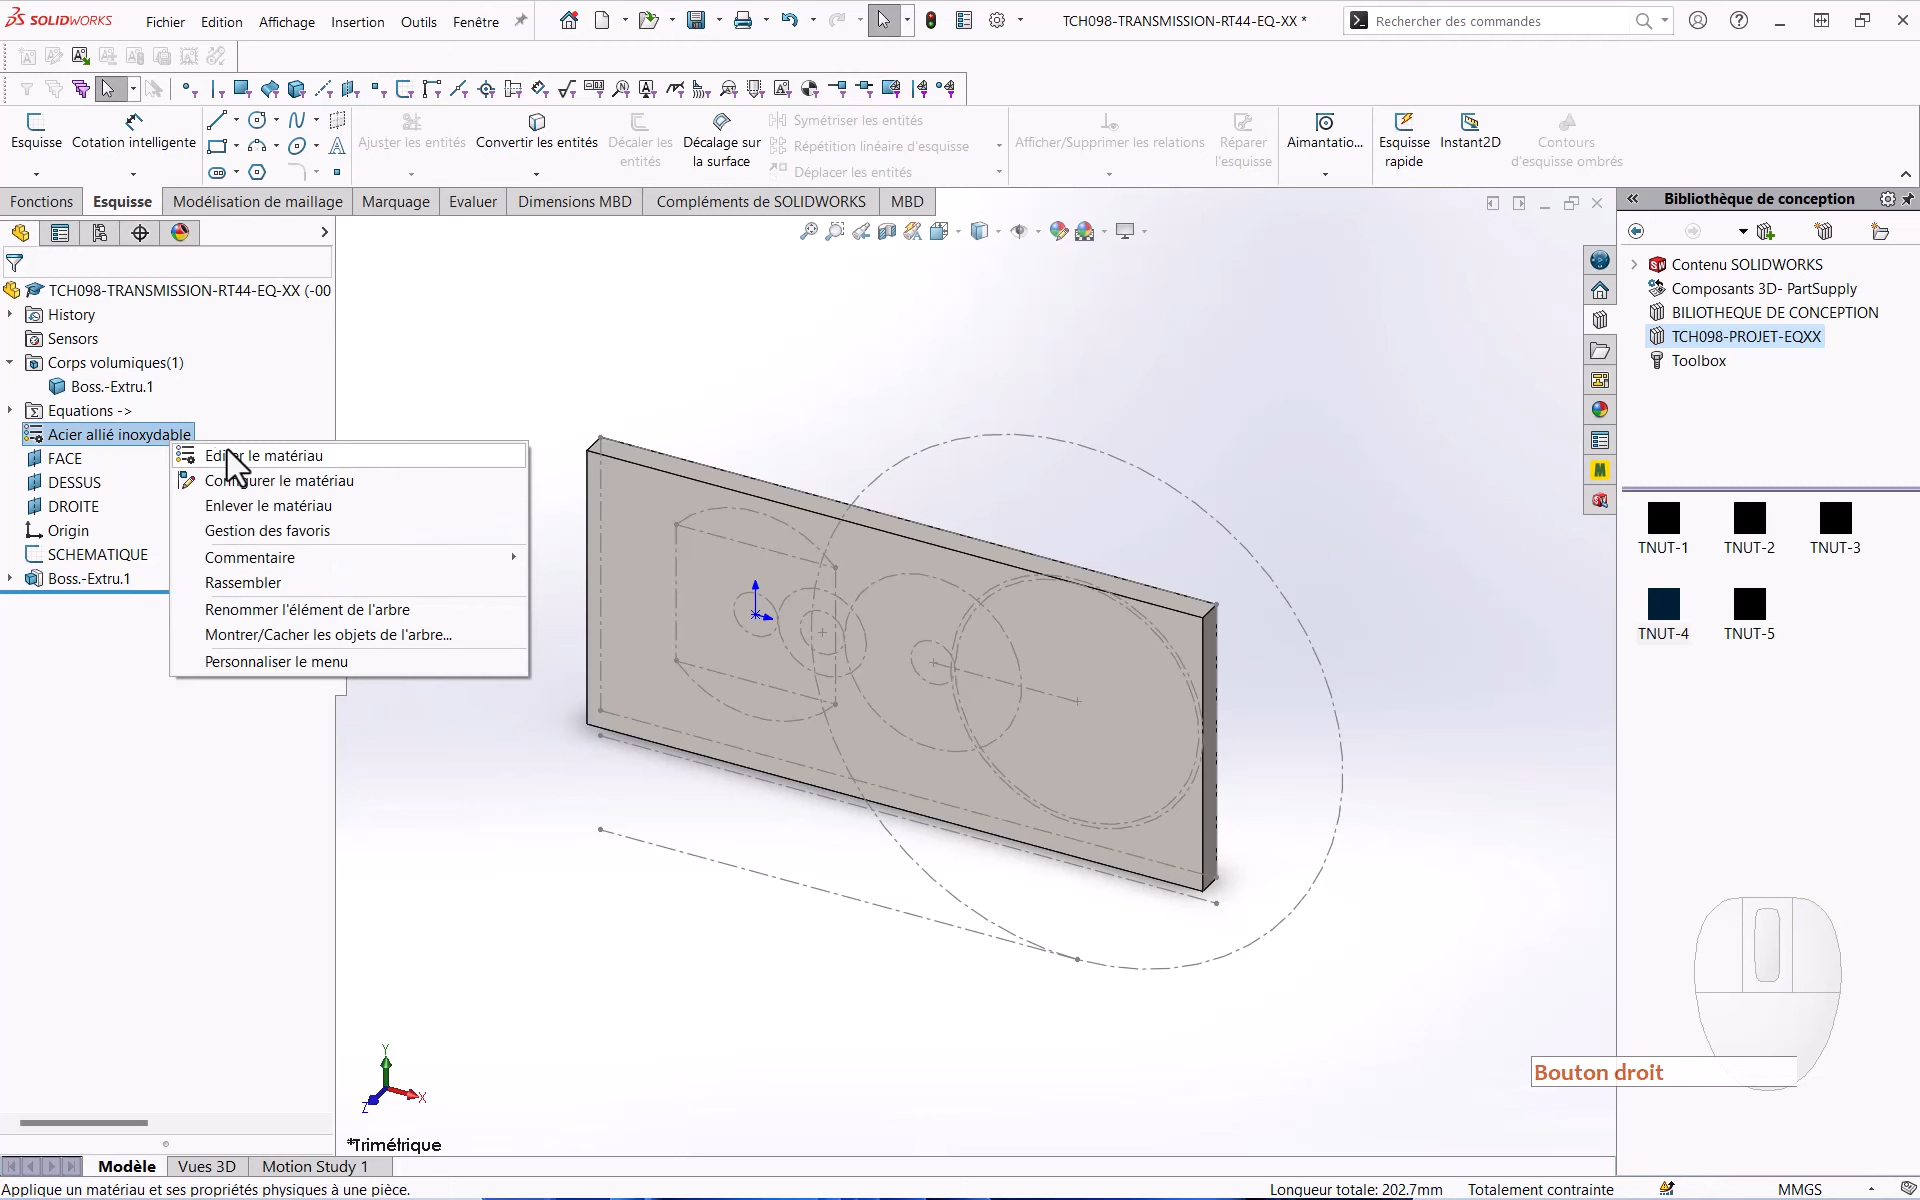 SOLIDWORKS
Fichier Edition Affichage Insertion Outils Fenêtre
TCH098-TRANSMISSION-RT44-EQ-XX *
Rechercher des commandes
Esquisse
Cotation intelligente
Ajuster les entités
Convertir les entités
Décaler les entités
Décalage sur la surface
Symétriser les entités
Répétition linéaire d'esquisse
Déplacer les entités
Afficher/Supprimer les relations
Réparer l'esquisse
Aimantatio...
Esquisse rapide
Instant2D
Contours d'esquisse ombrés
Fonctions Esquisse Modélisation de maillage Marquage Evaluer Dimensions MBD Compléments de SOLIDWORKS MBD
TCH098-TRANSMISSION-RT44-EQ-XX (-00
History
Sensors
Corps volumiques(1)
Boss.-Extru.1
Equations ->
Acier allié inoxydable
FACE
DESSUS
DROITE
Origin
SCHEMATIQUE
Boss.-Extru.1
le matériau
le matériau
Enlever le matériau
Gestion des favoris
Commentaire
Rassembler
Renommer l'élément de l'arbre
Montrer/Cacher les objets de l'arbre...
Personnaliser le menu
Bibliothèque de conception
Contenu SOLIDWORKS
Composants 3D- PartSupply
BILIOTHEQUE DE CONCEPTION
TCH098-PROJET-EQXX
Toolbox
TNUT-1 TNUT-2 TNUT-3
TNUT-4 TNUT-5
Bouton droit
Y
X
Z
*Trimétrique
Modèle Vues 3D Motion Study 1
Applique un matériau et ses propriétés physiques à une pièce.
Longueur totale: 202.7mm Totalement contrainte MMGS